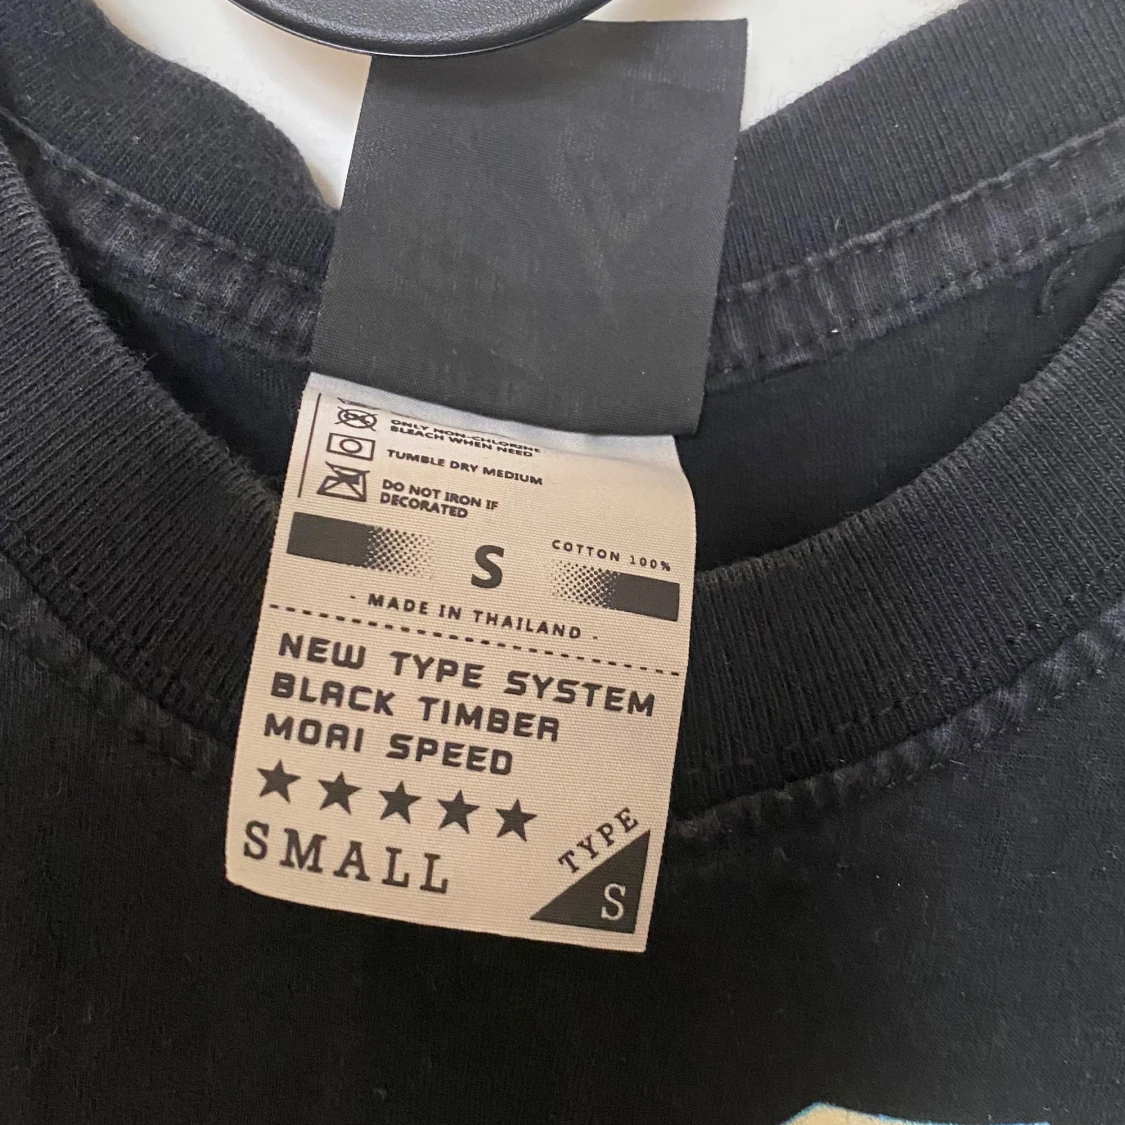 ONLY NON-CHLORINE
BLEACH WHEN NEED
TUMBLE DRY MEDIUM
DO NOT IRON IF
DECORATED
S
COTTON 100%
- MADE IN THAILAND -
NEW TYPE SYSTEM
BLACK TIMBER
MORI SPEED
★★★★★
SMALL
TYPE
S